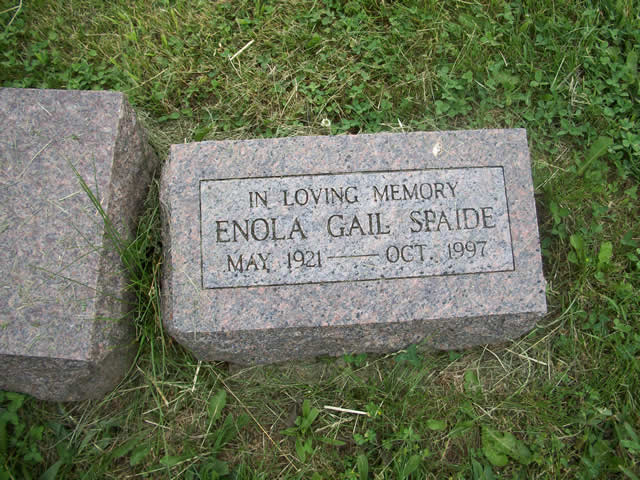 IN LOVING MEMORY
ENOLA GAIL SPAIDE
MAY, 1921 — OCT. 1997